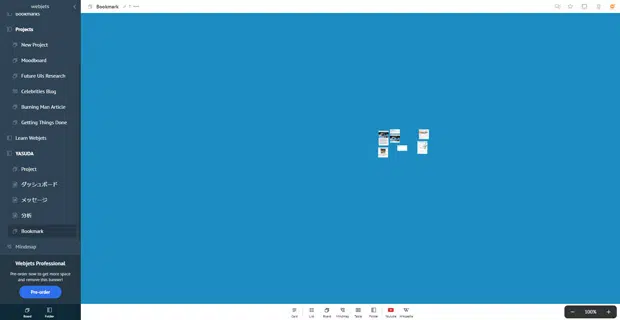 webjets
Bookmark
Bookmarks
Projects
New Project
Moodboard
Future UIs Research
Celebrities Blog
Burning Man Article
Getting Things Done
Learn Webjets
YASUDA
Project
ダッシュボード
メッセージ
分析
Bookmark
Mindmap
Webjets Professional
Pre-order now to get more space
and remove this banner!
Pre-order
Board
Folder
Card
List
Board
Mindmap
Table
Folder
Youtube
Wikipedia
100%